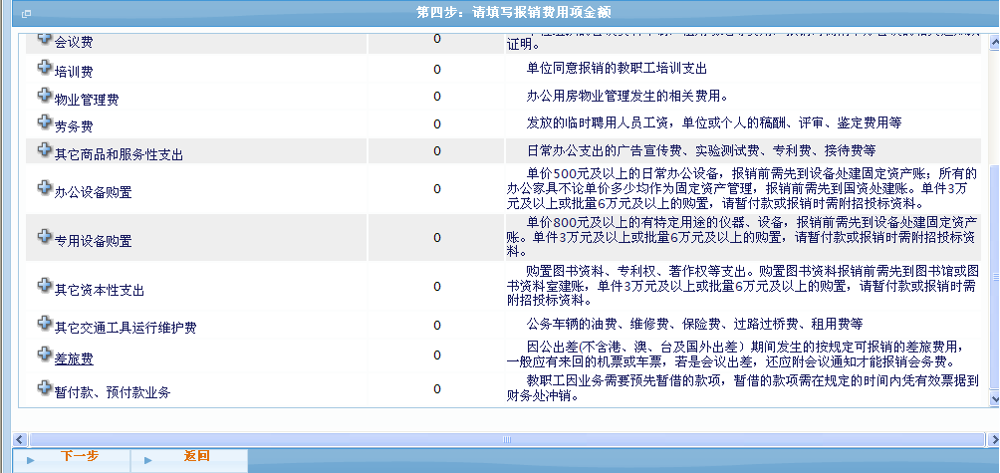 第四步：请填写报销费用项金额
会议费
0
证明。
培训费
0
单位同意报销的教职工培训支出
物业管理费
0
办公用房物业管理发生的相关费用。
劳务费
0
发放的临时聘用人员工资，单位或个人的稿酬、评审、鉴定费用等
其它商品和服务性支出
0
日常办公支出的广告宣传费、实验测试费、专利费、接待费等
办公设备购置
0
单价500元及以上的日常办公设备，报销前需先到设备处建固定资产账；所有的
办公家具不论单价多少均作为固定资产管理，报销前需先到国资处建账。单件3万
元及以上或批量6万元及以上的购置，请暂付款或报销时需附招投标资料。
专用设备购置
0
单价800元及以上的有特定用途的仪器、设备，报销前需先到设备处建固定资产
账。单件3万元及以上或批量6万元及以上的购置，请暂付款或报销时需附招投标资
料。
其它资本性支出
0
购置图书资料、专利权、著作权等支出。购置图书资料报销前需先到图书馆或图
书资料室建账，单件3万元及以上或批量6万元及以上的购置，请暂付款或报销时需
附招投标资料。
其它交通工具运行维护费
0
公务车辆的油费、维修费、保险费、过路过桥费、租用费等
差旅费
0
因公出差(不含港、澳、台及国外出差）期间发生的按规定可报销的差旅费用，
一般应有来回的机票或车票，若是会议出差，还应附会议通知才能报销会务费。
暂付款、预付款业务
0
教职工因业务需要预先暂借的款项，暂借的款项需在规定的时间内凭有效票据到
财务处冲销。
下一步
返回